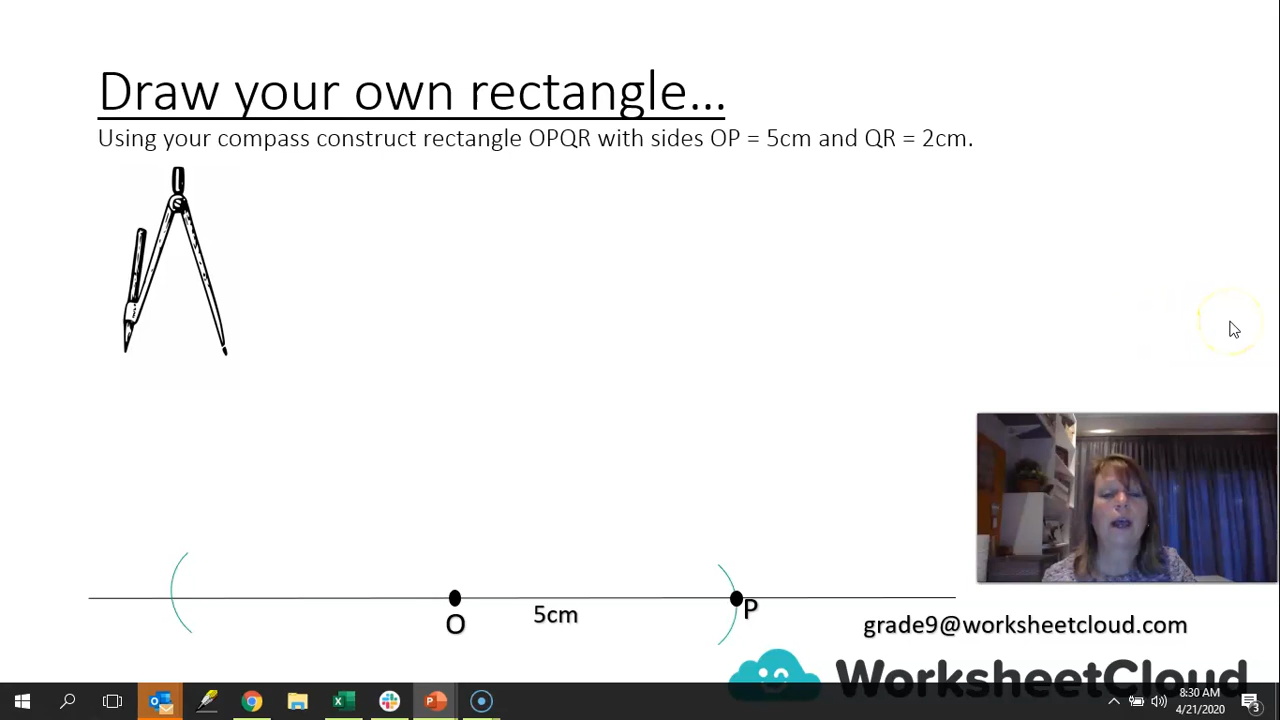 Draw your own rectangle...
Using your compass construct rectangle OPQR with sides OP = 5cm and QR = 2cm.
O
5cm
P
grade9@worksheetcloud.com
WorksheetCloud
8:30 AM
4/21/2020
3